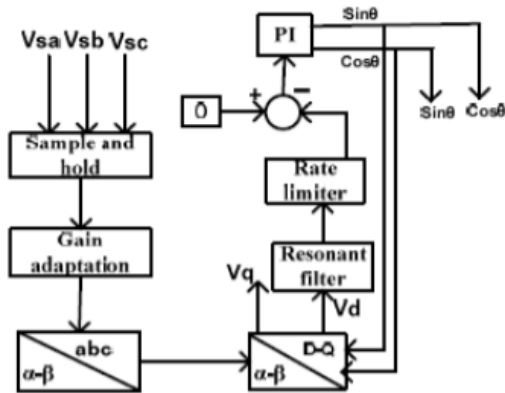 Vsa Vsb Vsc
Sample and
hold
Gain
adaptation
abc
α-β
PI
Sinθ
Cosθ
Sinθ
Cosθ
+
−
0
Rate
limiter
Resonant
filter
Vq
Vd
D-Q
α-β